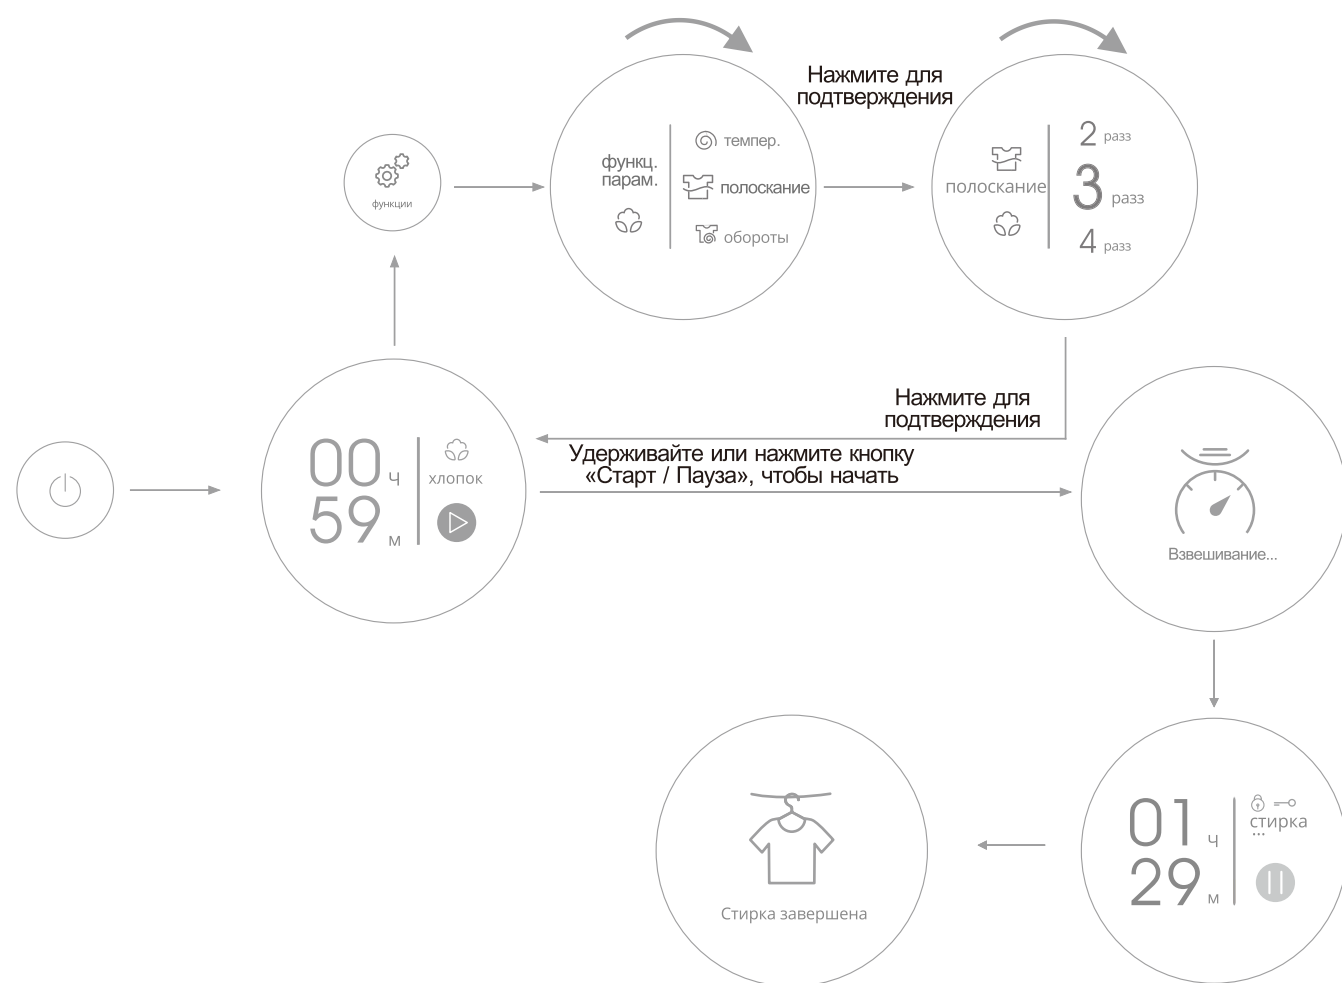 Нажмите для
подтверждения
функции
функц.
парам.
темпер.
полоскание
обороты
полоскание
2 разз
3 разз
4 разз
Нажмите для
подтверждения
Удерживайте или нажмите кнопку
«Старт / Пауза», чтобы начать
00 ч
59 м
хлопок
Взвешивание...
01 ч
29 м
стирка
...
Стирка завершена